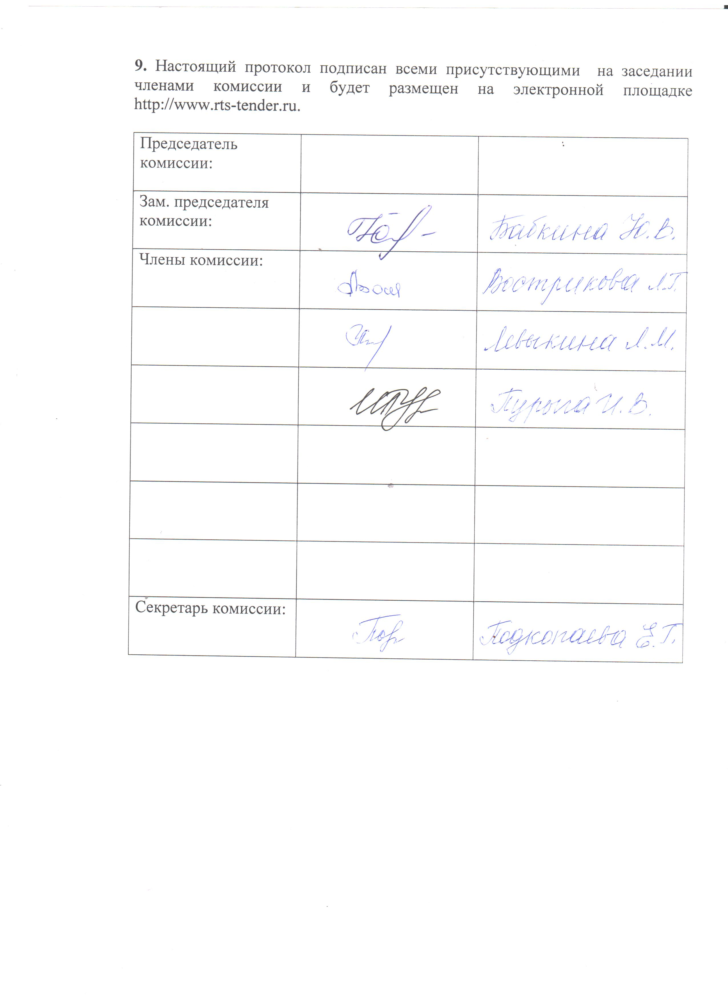 9. Настоящий протокол подписан всеми присутствующими на заседании
членами комиссии и будет размещен на электронной площадке
http://www.rts-tender.ru.
Председатель
комиссии:
Зам. председателя
комиссии:
Бабкина Ю.В.
Члены комиссии:
Вострикова Л.Г.
Левыкина Л.М.
И.В.
Секретарь комиссии:
Подкопаева Е.Г.